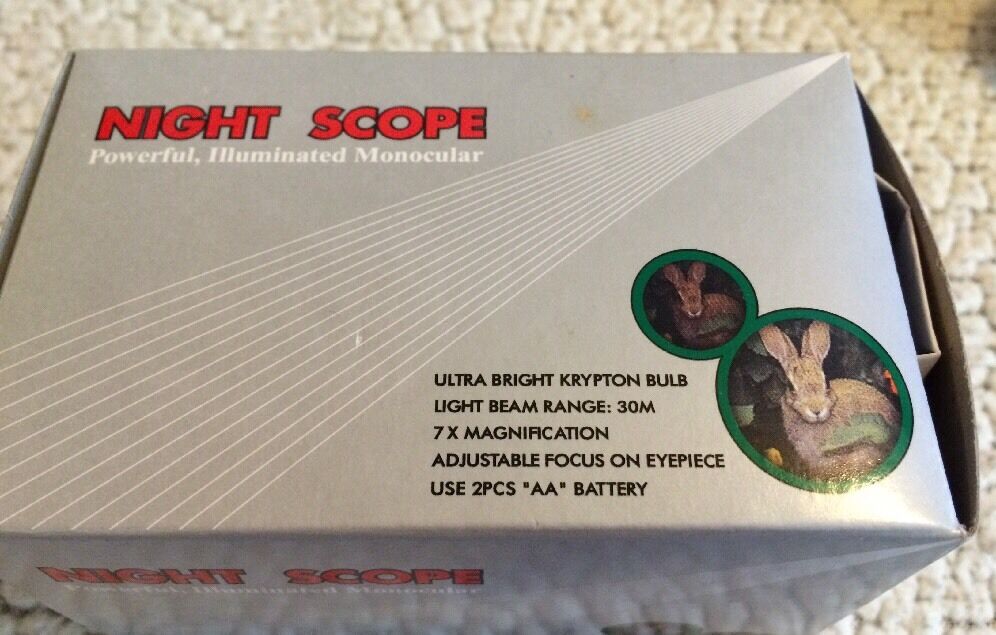 NIGHT SCOPE
Powerful, Illuminated Monocular
ULTRA BRIGHT KRYPTON BULB
LIGHT BEAM RANGE: 30M
7 X MAGNIFICATION
ADJUSTABLE FOCUS ON EYEPIECE
USE 2PCS "AA" BATTERY
NIGHT SCOPE
Powerful, Illuminated Monocular